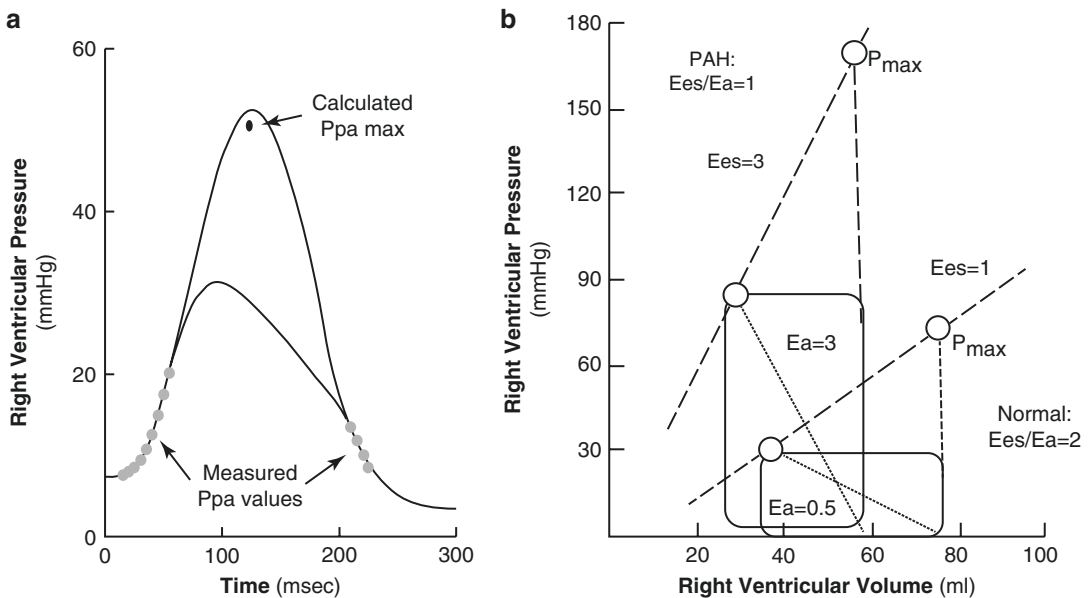 a
60
40
20
0
0
100
200
300
Right Ventricular Pressure
(mmHg)
Time (msec)
Calculated
Ppa max
Measured
Ppa values
b
180
150
120
90
60
30
20
40
60
80
100
Right Ventricular Pressure
(mmHg)
Right Ventricular Volume (ml)
PAH:
Ees/Ea=1
Pmax
Ees=3
Ees=1
Ea=3
Pmax
Normal:
Ees/Ea=2
Ea=0.5